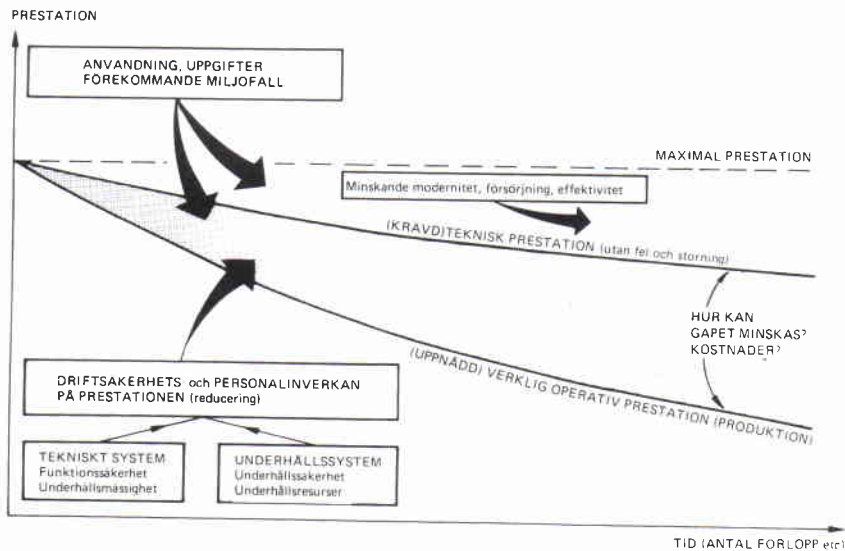 PRESTATION
ANVANDNING, UPPGIFTER
FÖREKOMMANDE MILJOFALL
MAXIMAL PRESTATION
Minskande modernitet, försörjning, effektivitet
(KRAVD)TEKNISK PRESTATION (utan fel och storning)
HUR KAN
GAPET MINSKAS?
KOSTNADER?
(UPPNÅDD) VERKLIG OPERATIV PRESTATION (PRODUKTION)
DRIFTSAKERHETS och PERSONALINVERKAN
PÅ PRESTATIONEN (reducering)
TEKNISKT SYSTEM
Funktionssäkerhet
Underhållsmässighet
UNDERHÅLLSSYSTEM
Underhållssakerhet
Underhållsresurser
TID (ANTAL FORLOPP etc)